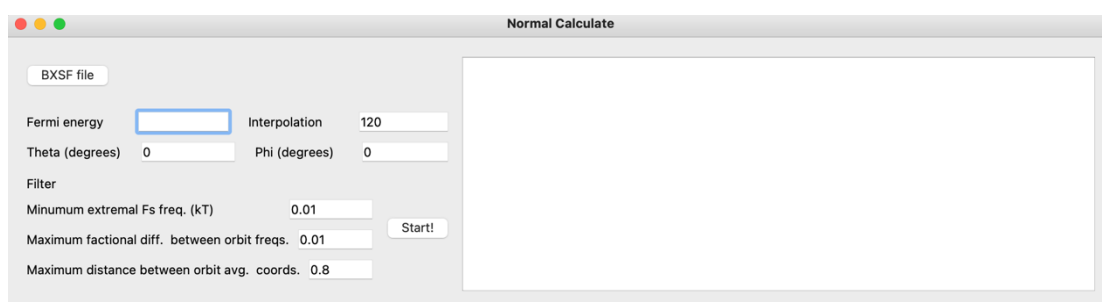 Normal Calculate
BXSF file
Fermi energy Interpolation 120
Theta (degrees) 0 Phi (degrees) 0
Filter
Minumum extremal Fs freq. (kT) 0.01
Start!
Maximum factional diff. between orbit freqs. 0.01
Maximum distance between orbit avg. coords. 0.8